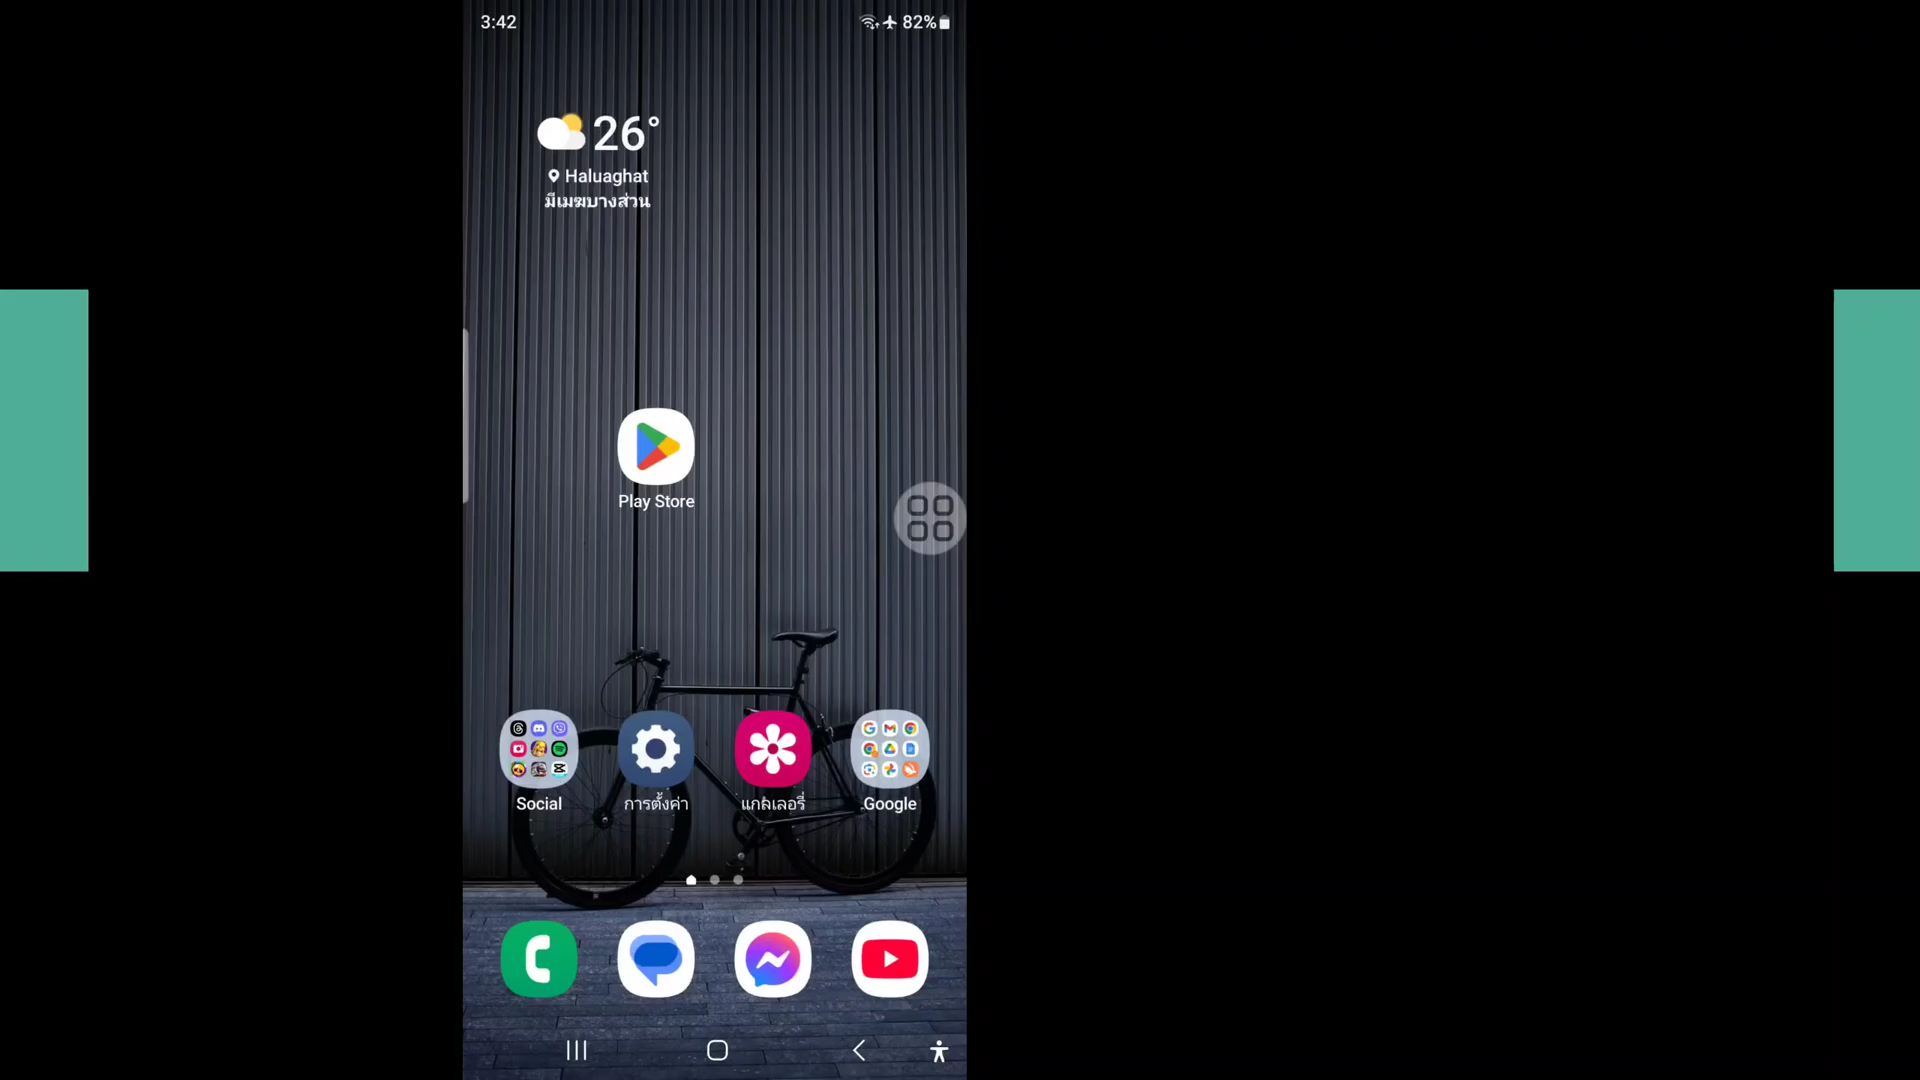 3:42
82%
26°
Haluaghat
มีเมฆบางส่วน
Play Store
Social
การตั้งค่า
แกลเลอรี่
Google